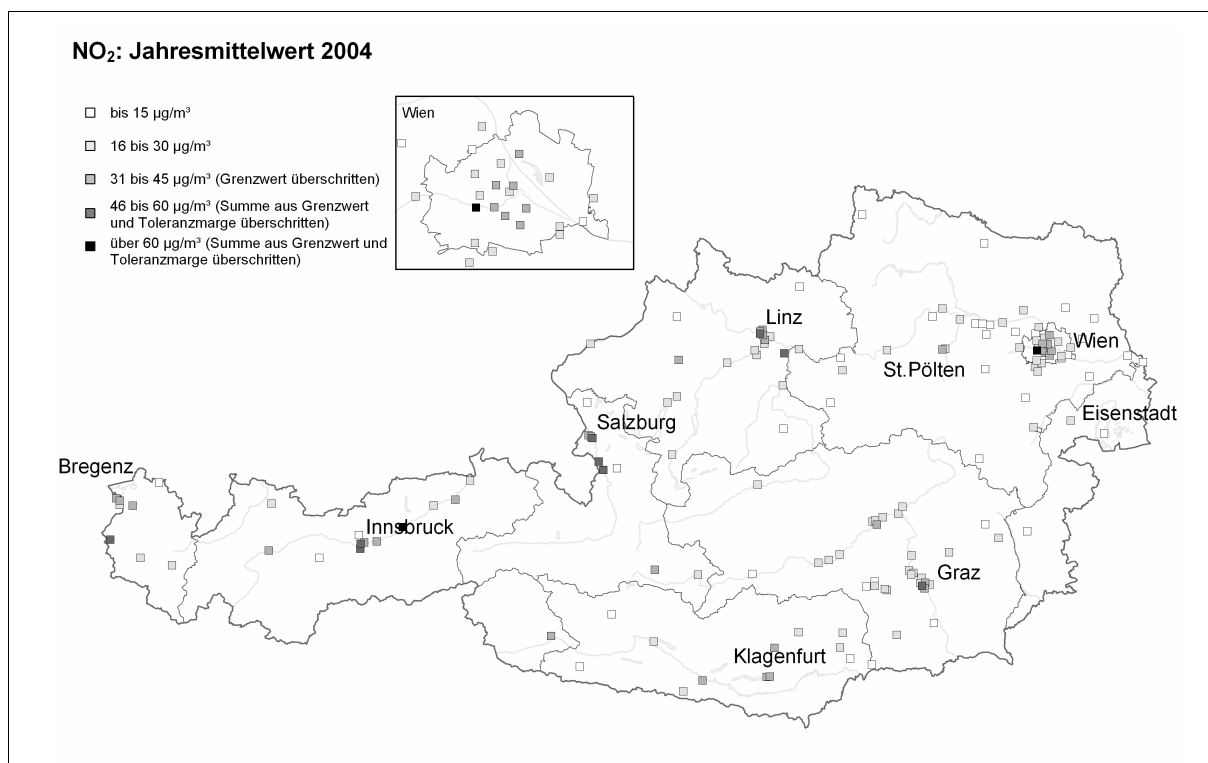 NO₂: Jahresmittelwert 2004
bis 15 µg/m³
16 bis 30 µg/m³
31 bis 45 µg/m³ (Grenzwert überschritten)
46 bis 60 µg/m³ (Summe aus Grenzwert
und Toleranzmarge überschritten)
über 60 µg/m³ (Summe aus Grenzwert und
Toleranzmarge überschritten)
Wien
Linz
Wien
St.Pölten
Eisenstadt
Salzburg
Bregenz
Innsbruck
Graz
Klagenfurt